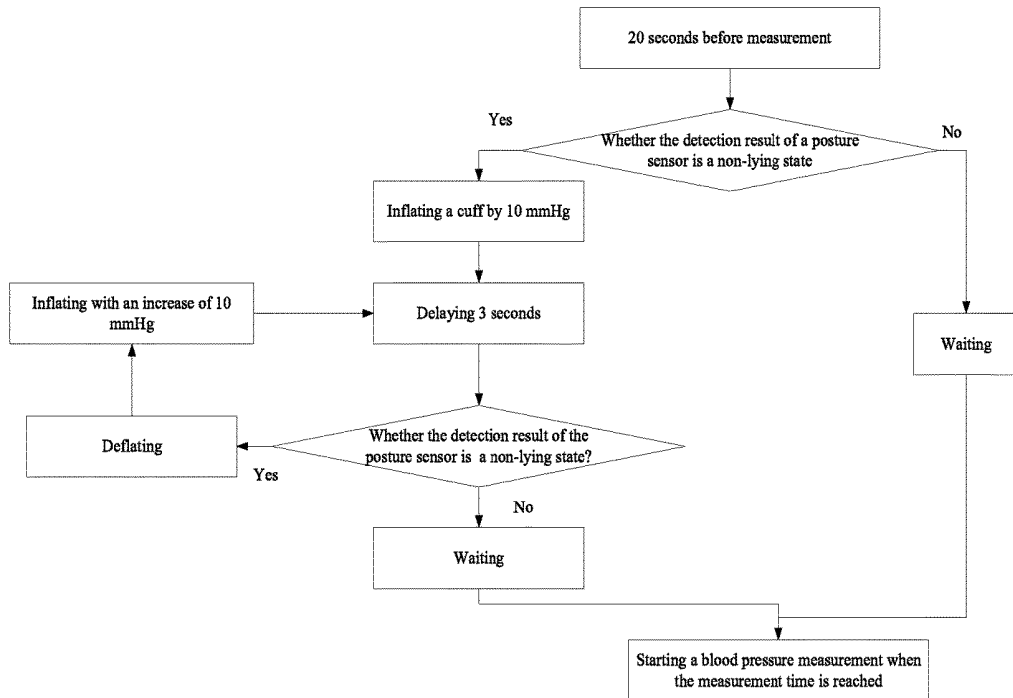 20 seconds before measurement
Yes
No
Whether the detection result of a posture
sensor is a non-lying state
Inflating a cuff by 10 mmHg
Inflating with an increase of 10
mmHg
Delaying 3 seconds
Waiting
Deflating
Whether the detection result of the
posture sensor is a non-lying state?
Yes
No
Waiting
Starting a blood pressure measurement when
the measurement time is reached